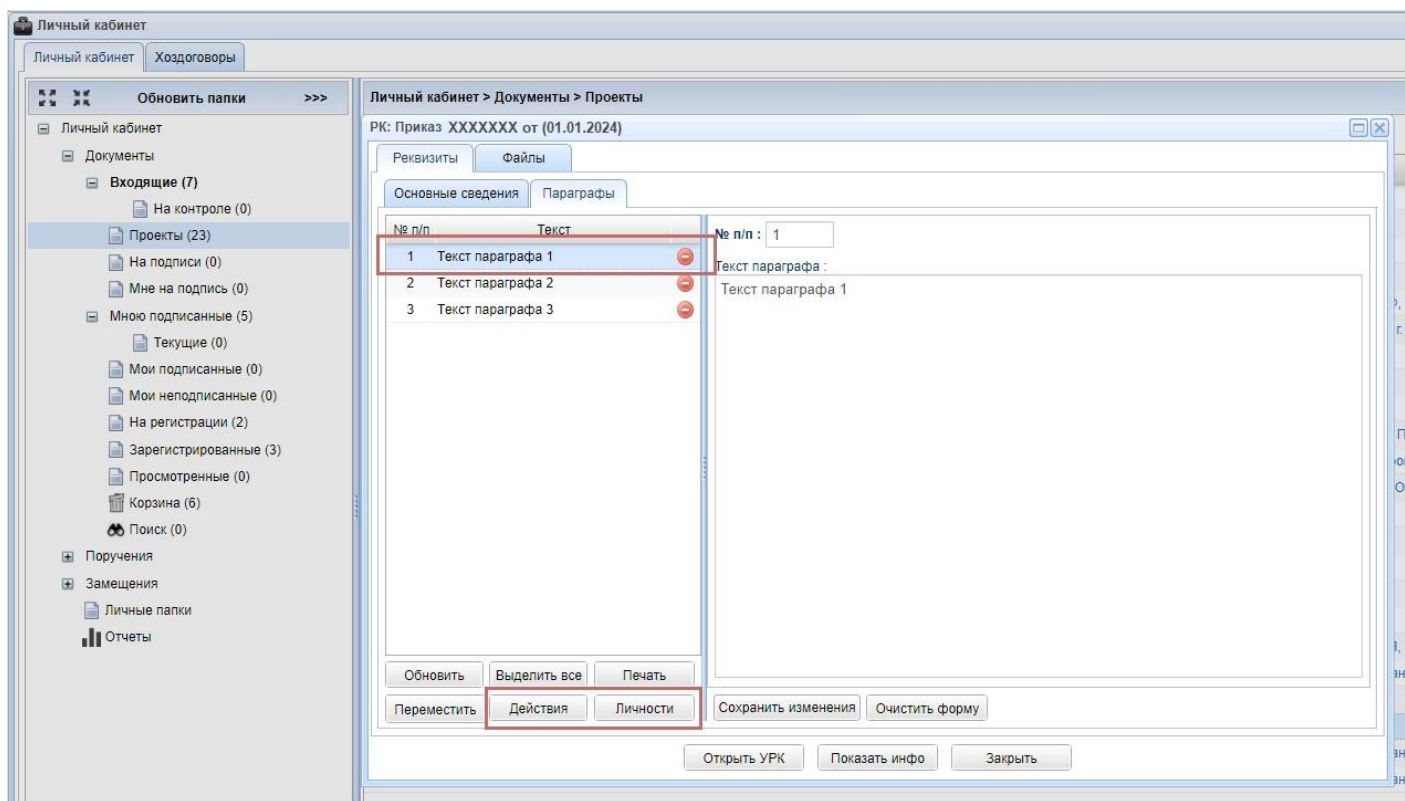 Личный кабинет
Личный кабинет Хоздоговоры
Обновить папки >>>
Личный кабинет
Документы
Входящие (7)
На контроле (0)
Проекты (23)
На подписи (0)
Мне на подпись (0)
Мною подписанные (5)
Текущие (0)
Мои подписанные (0)
Мои неподписанные (0)
На регистрации (2)
Зарегистрированные (3)
Просмотренные (0)
Корзина (6)
Поиск (0)
Поручения
Замещения
Личные папки
Отчеты
Личный кабинет > Документы > Проекты
РК: Приказ XXXXXXX от (01.01.2024)
Реквизиты Файлы
Основные сведения Параграфы
№ п/п Текст
1 Текст параграфа 1
2 Текст параграфа 2
3 Текст параграфа 3
Обновить Выделить все Печать
Переместить Действия Личности
№ п/п : 1
Текст параграфа :
Текст параграфа 1
Сохранить изменения Очистить форму
Открыть УРК Показать инфо Закрыть